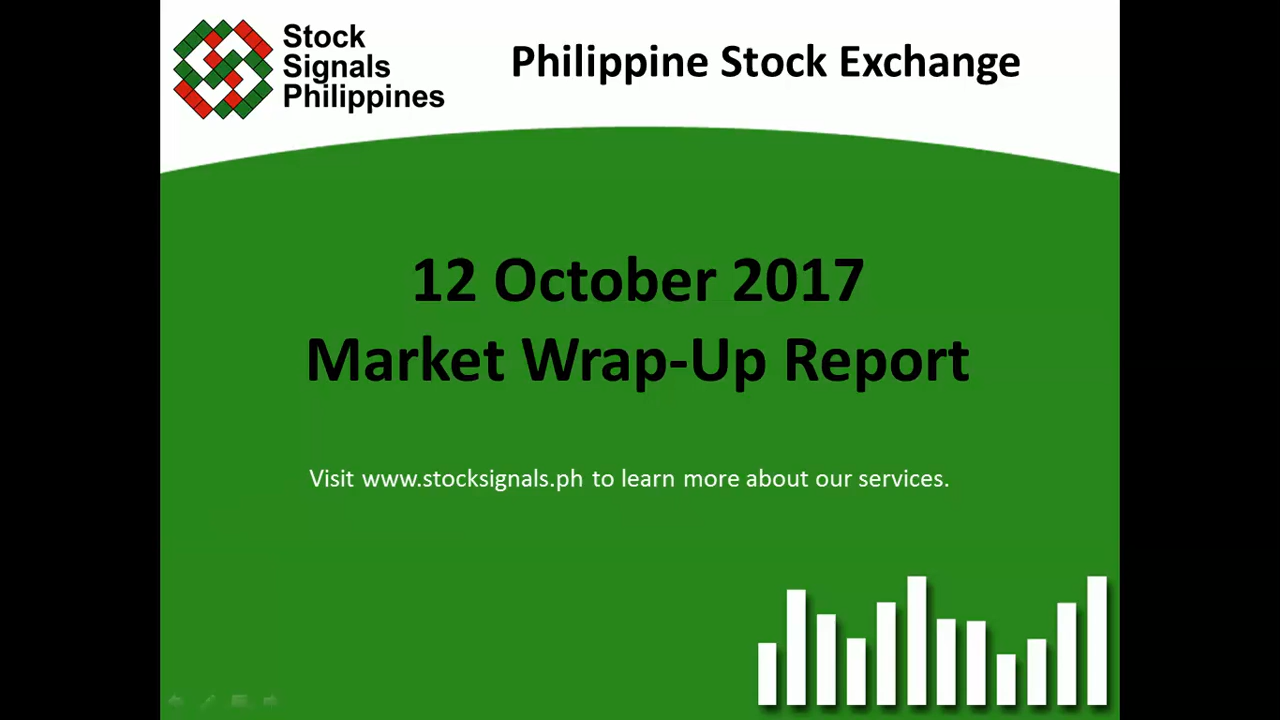 Stock
Signals
Philippines
Philippine Stock Exchange
12 October 2017
Market Wrap-Up Report
Visit www.stocksignals.ph to learn more about our services.